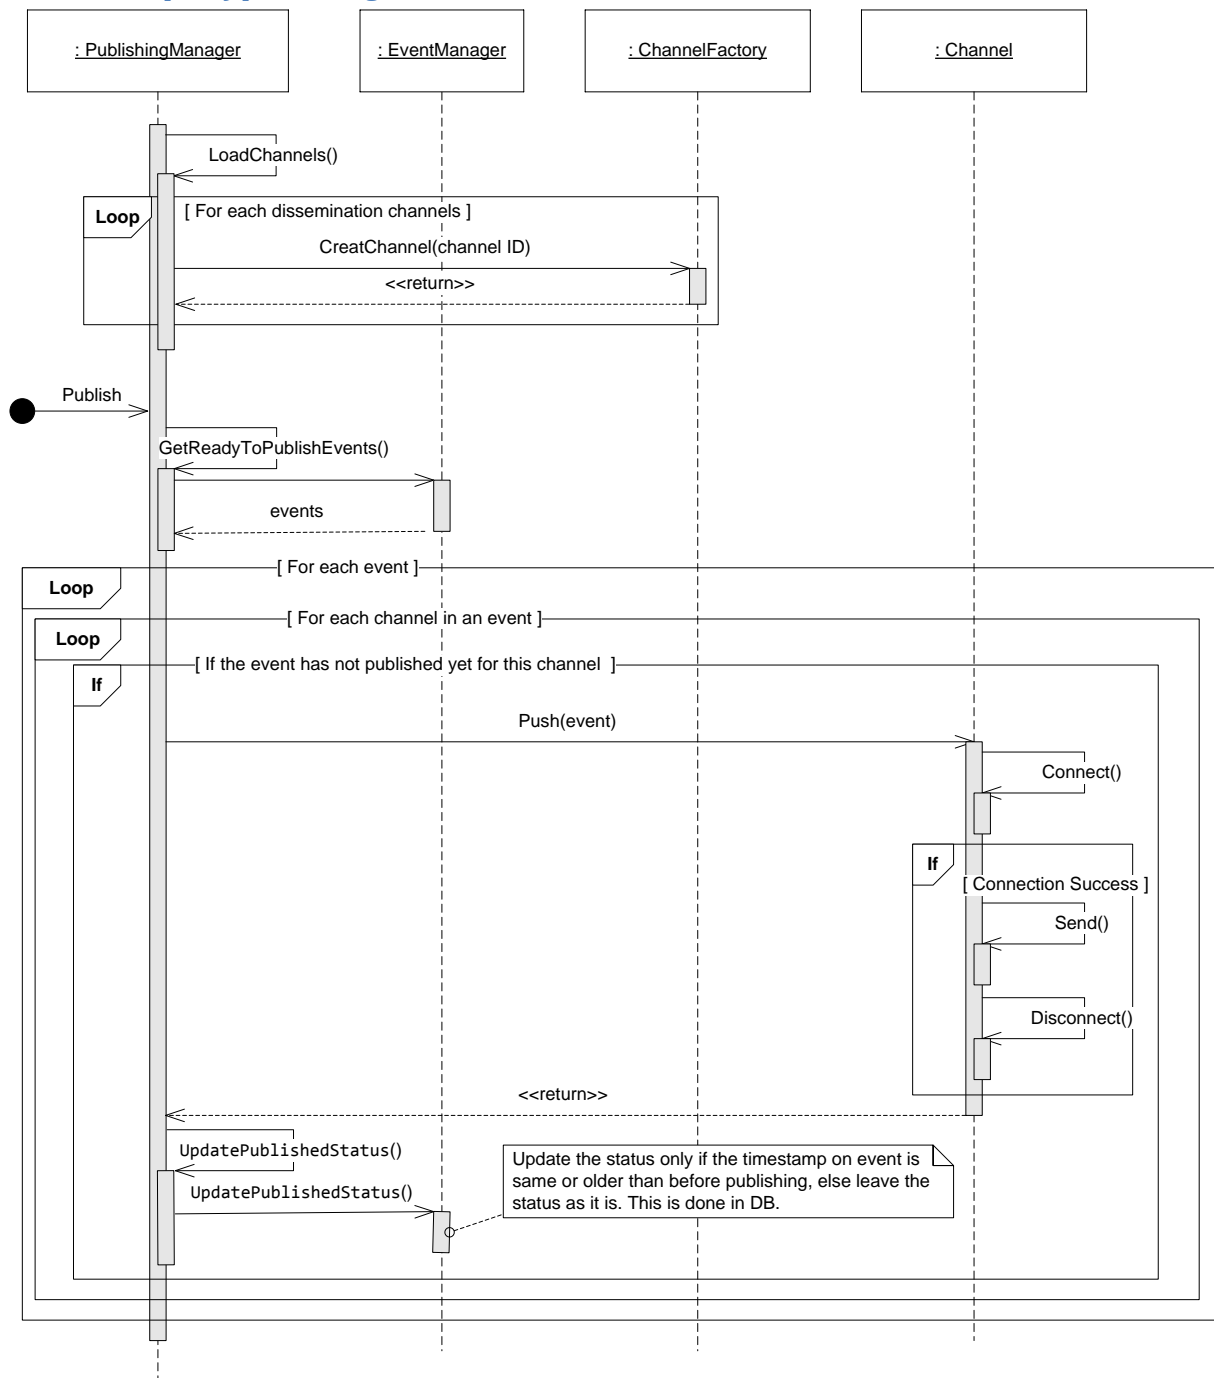 : PublishingManager
: EventManager
: ChannelFactory
: Channel
LoadChannels()
Loop
[ For each dissemination channels ]
CreatChannel(channel ID)
<<return>>
Publish
GetReadyToPublishEvents()
events
[ For each event ]
Loop
[ For each channel in an event ]
Loop
[ If the event has not published yet for this channel  ]
If
Push(event)
Connect()
If
[ Connection Success ]
Send()
Disconnect()
<<return>>
UpdatePublishedStatus()
UpdatePublishedStatus()
Update the status only if the timestamp on event is
same or older than before publishing, else leave the
status as it is. This is done in DB.